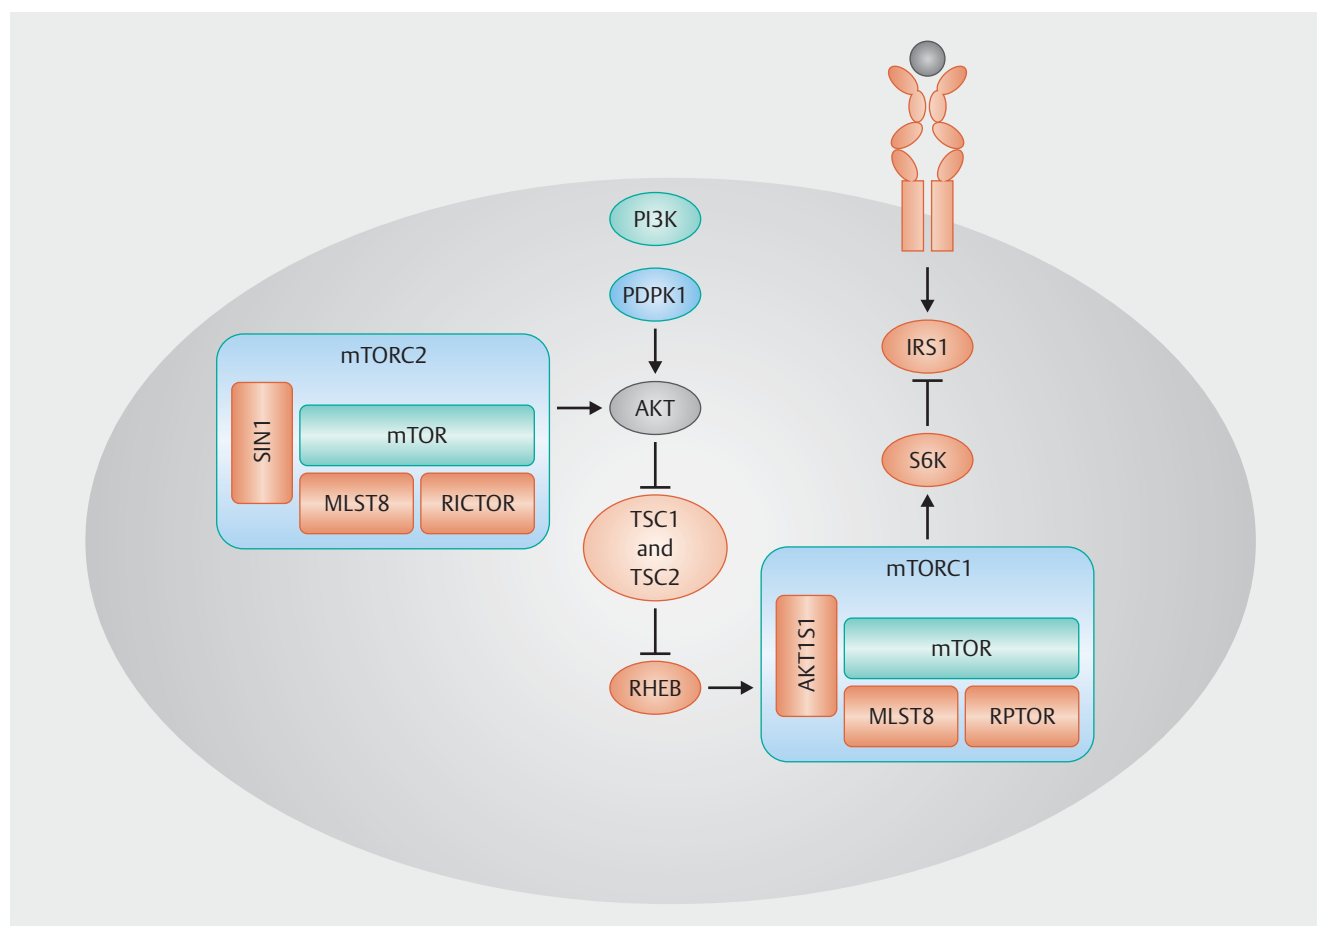 PI3K
PDPK1
mTORC2
SIN1
mTOR
MLST8
RICTOR
AKT
TSC1
and
TSC2
RHEB
IRS1
S6K
mTORC1
AKT1S1
mTOR
MLST8
RPTOR